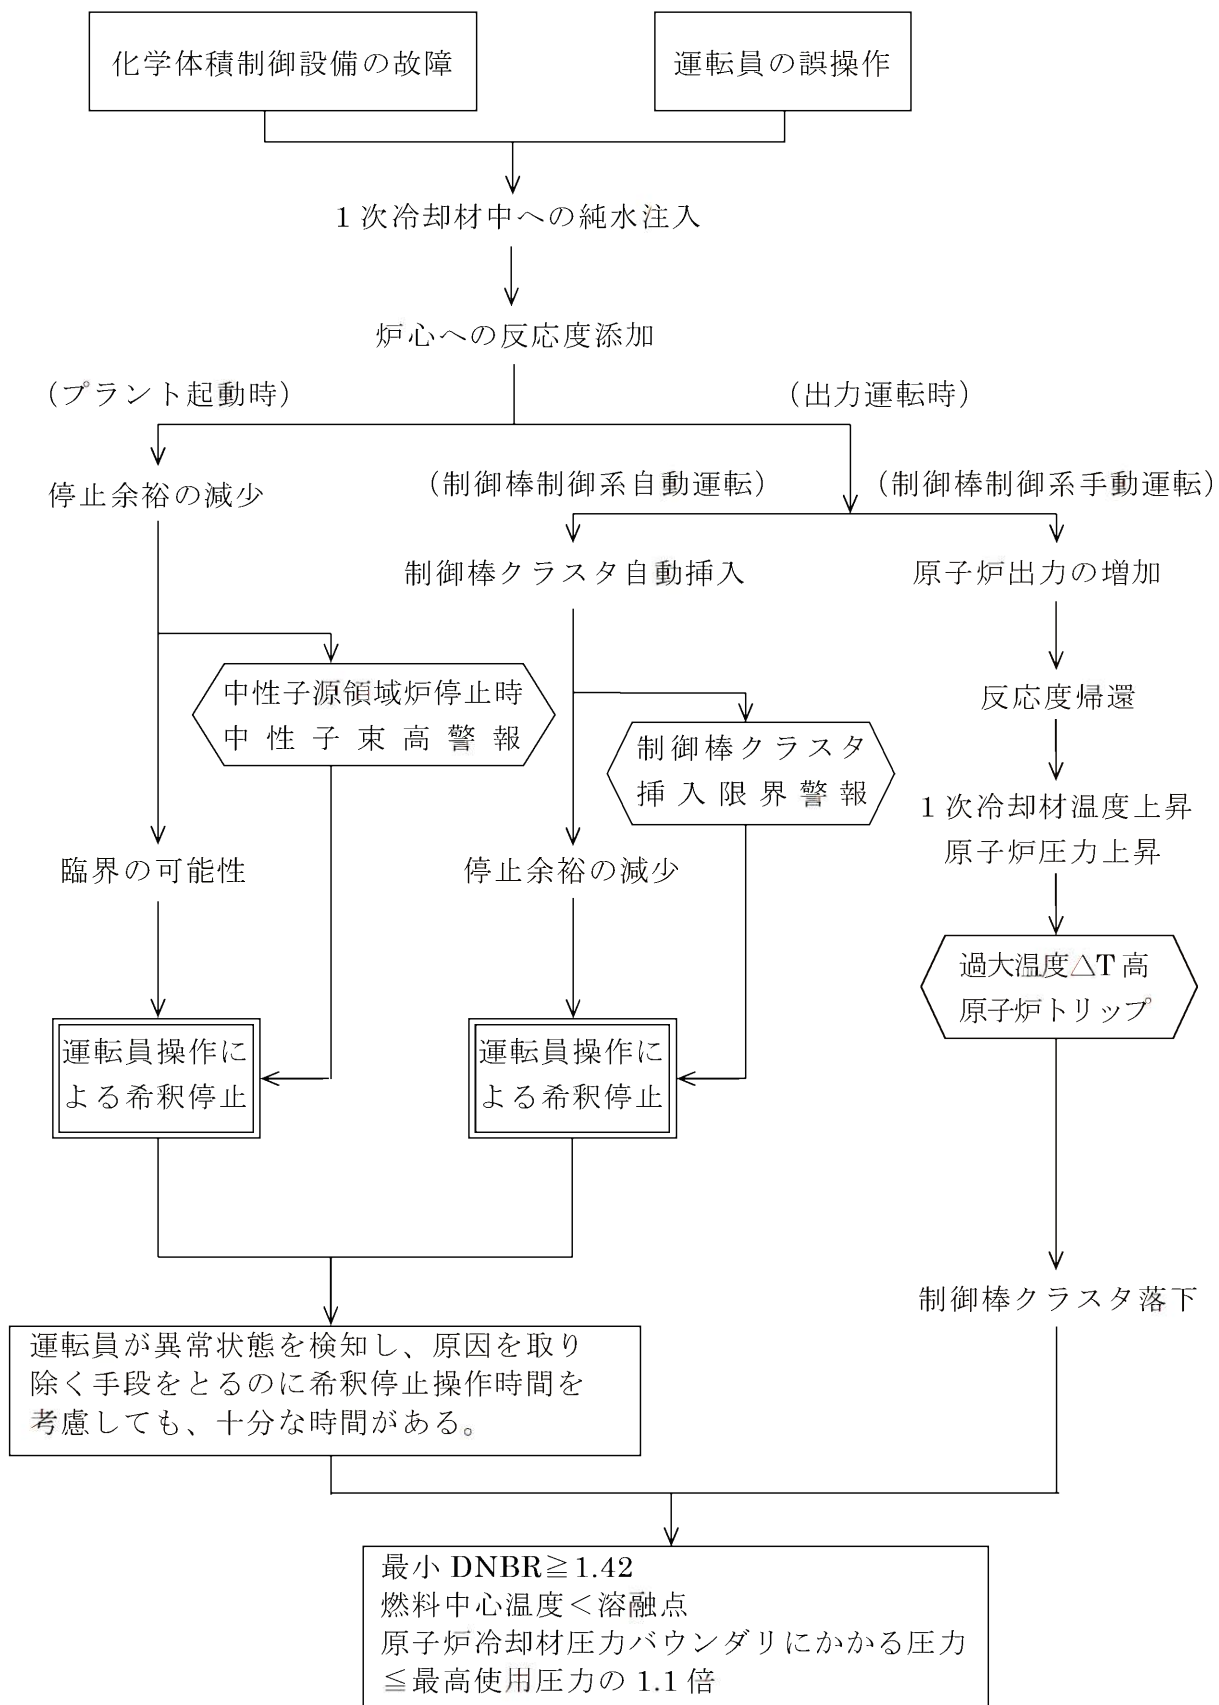 化学体積制御設備の故障
運転員の誤操作
1次冷却材中への純水注入
炉心への反応度添加
(プラント起動時)
(出力運転時)
停止余裕の減少
(制御棒制御系自動運転)
(制御棒制御系手動運転)
制御棒クラスタ自動挿入
原子炉出力の増加
中性子源領域炉停止時
中性子束高警報
反応度帰還
制御棒クラスタ
挿入限界警報
1次冷却材温度上昇
原子炉圧力上昇
臨界の可能性
停止余裕の減少
過大温度△T高
原子炉トリップ
運転員操作に
よる希釈停止
運転員操作に
よる希釈停止
制御棒クラスタ落下
運転員が異常状態を検知し、原因を取り
除く手段をとるのに希釈停止操作時間を
考慮しても、十分な時間がある。
最小 DNBR≧1.42
燃料中心温度＜溶融点
原子炉冷却材圧力バウンダリにかかる圧力
≦最高使用圧力の 1.1 倍